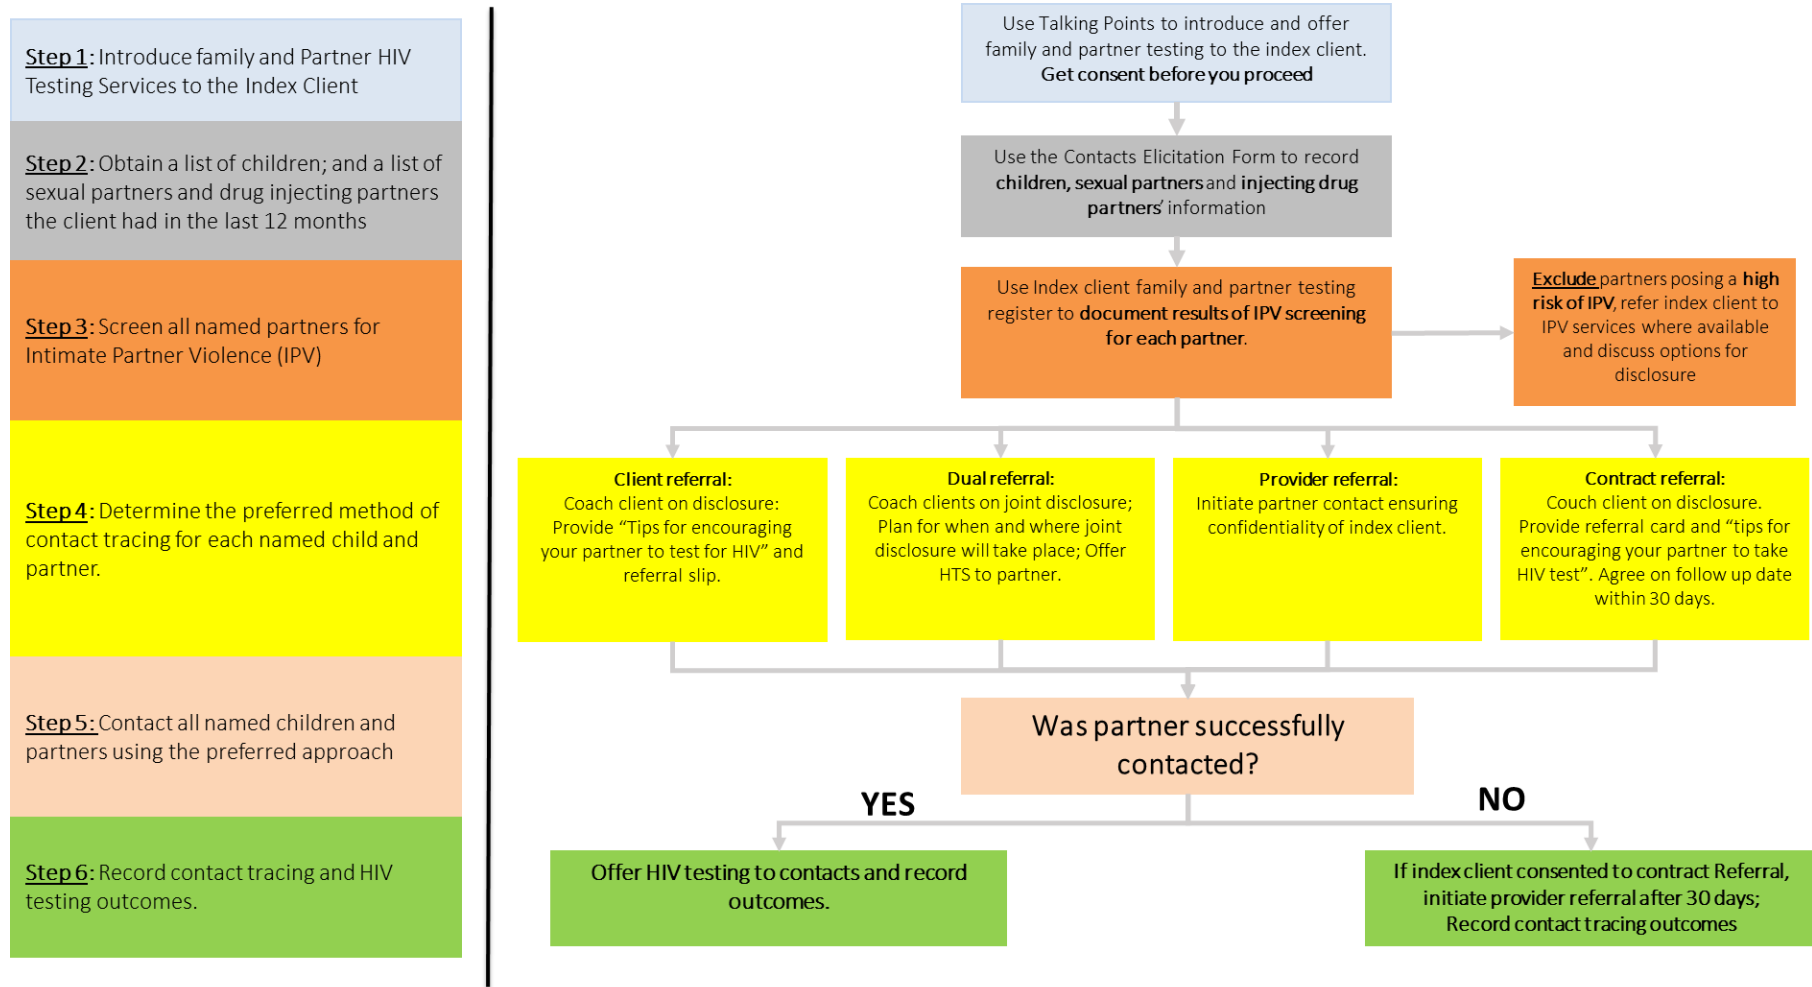 Step 1: Introduce family and Partner HIV
Testing Services to the Index Client
Step 2: Obtain a list of children; and a list of
sexual partners and drug injecting partners
the client had in the last 12 months
Step 3: Screen all named partners for
Intimate Partner Violence (IPV)
Step 4: Determine the preferred method of
contact tracing for each named child and
partner.
Step 5: Contact all named children and
partners using the preferred approach
Step 6: Record contact tracing and HIV
testing outcomes.
Use Talking Points to introduce and offer
family and partner testing to the index client.
Get consent before you proceed
Use the Contacts Elicitation Form to record
children, sexual partners and injecting drug
partners’ information
Use Index client family and partner testing
register to document results of IPV screening
for each partner.
Exclude partners posing a high
risk of IPV, refer index client to
IPV services where available
and discuss options for
disclosure
Client referral:
Coach client on disclosure:
Provide “Tips for encouraging
your partner to test for HIV” and
referral slip.
Dual referral:
Coach clients on joint disclosure;
Plan for when and where joint
disclosure will take place; Offer
HTS to partner.
Provider referral:
Initiate partner contact ensuring
confidentiality of index client.
Contract referral:
Couch client on disclosure.
Provide referral card and “tips for
encouraging your partner to take
HIV test”. Agree on follow up date
within 30 days.
Was partner successfully
contacted?
YES
NO
Offer HIV testing to contacts and record
outcomes.
If index client consented to contract Referral,
initiate provider referral after 30 days;
Record contact tracing outcomes